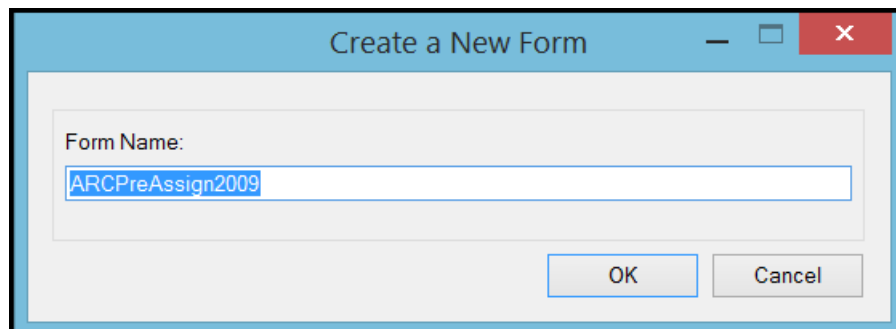 Create a New Form
Form Name:
ARCPreAssign2009
OK Cancel